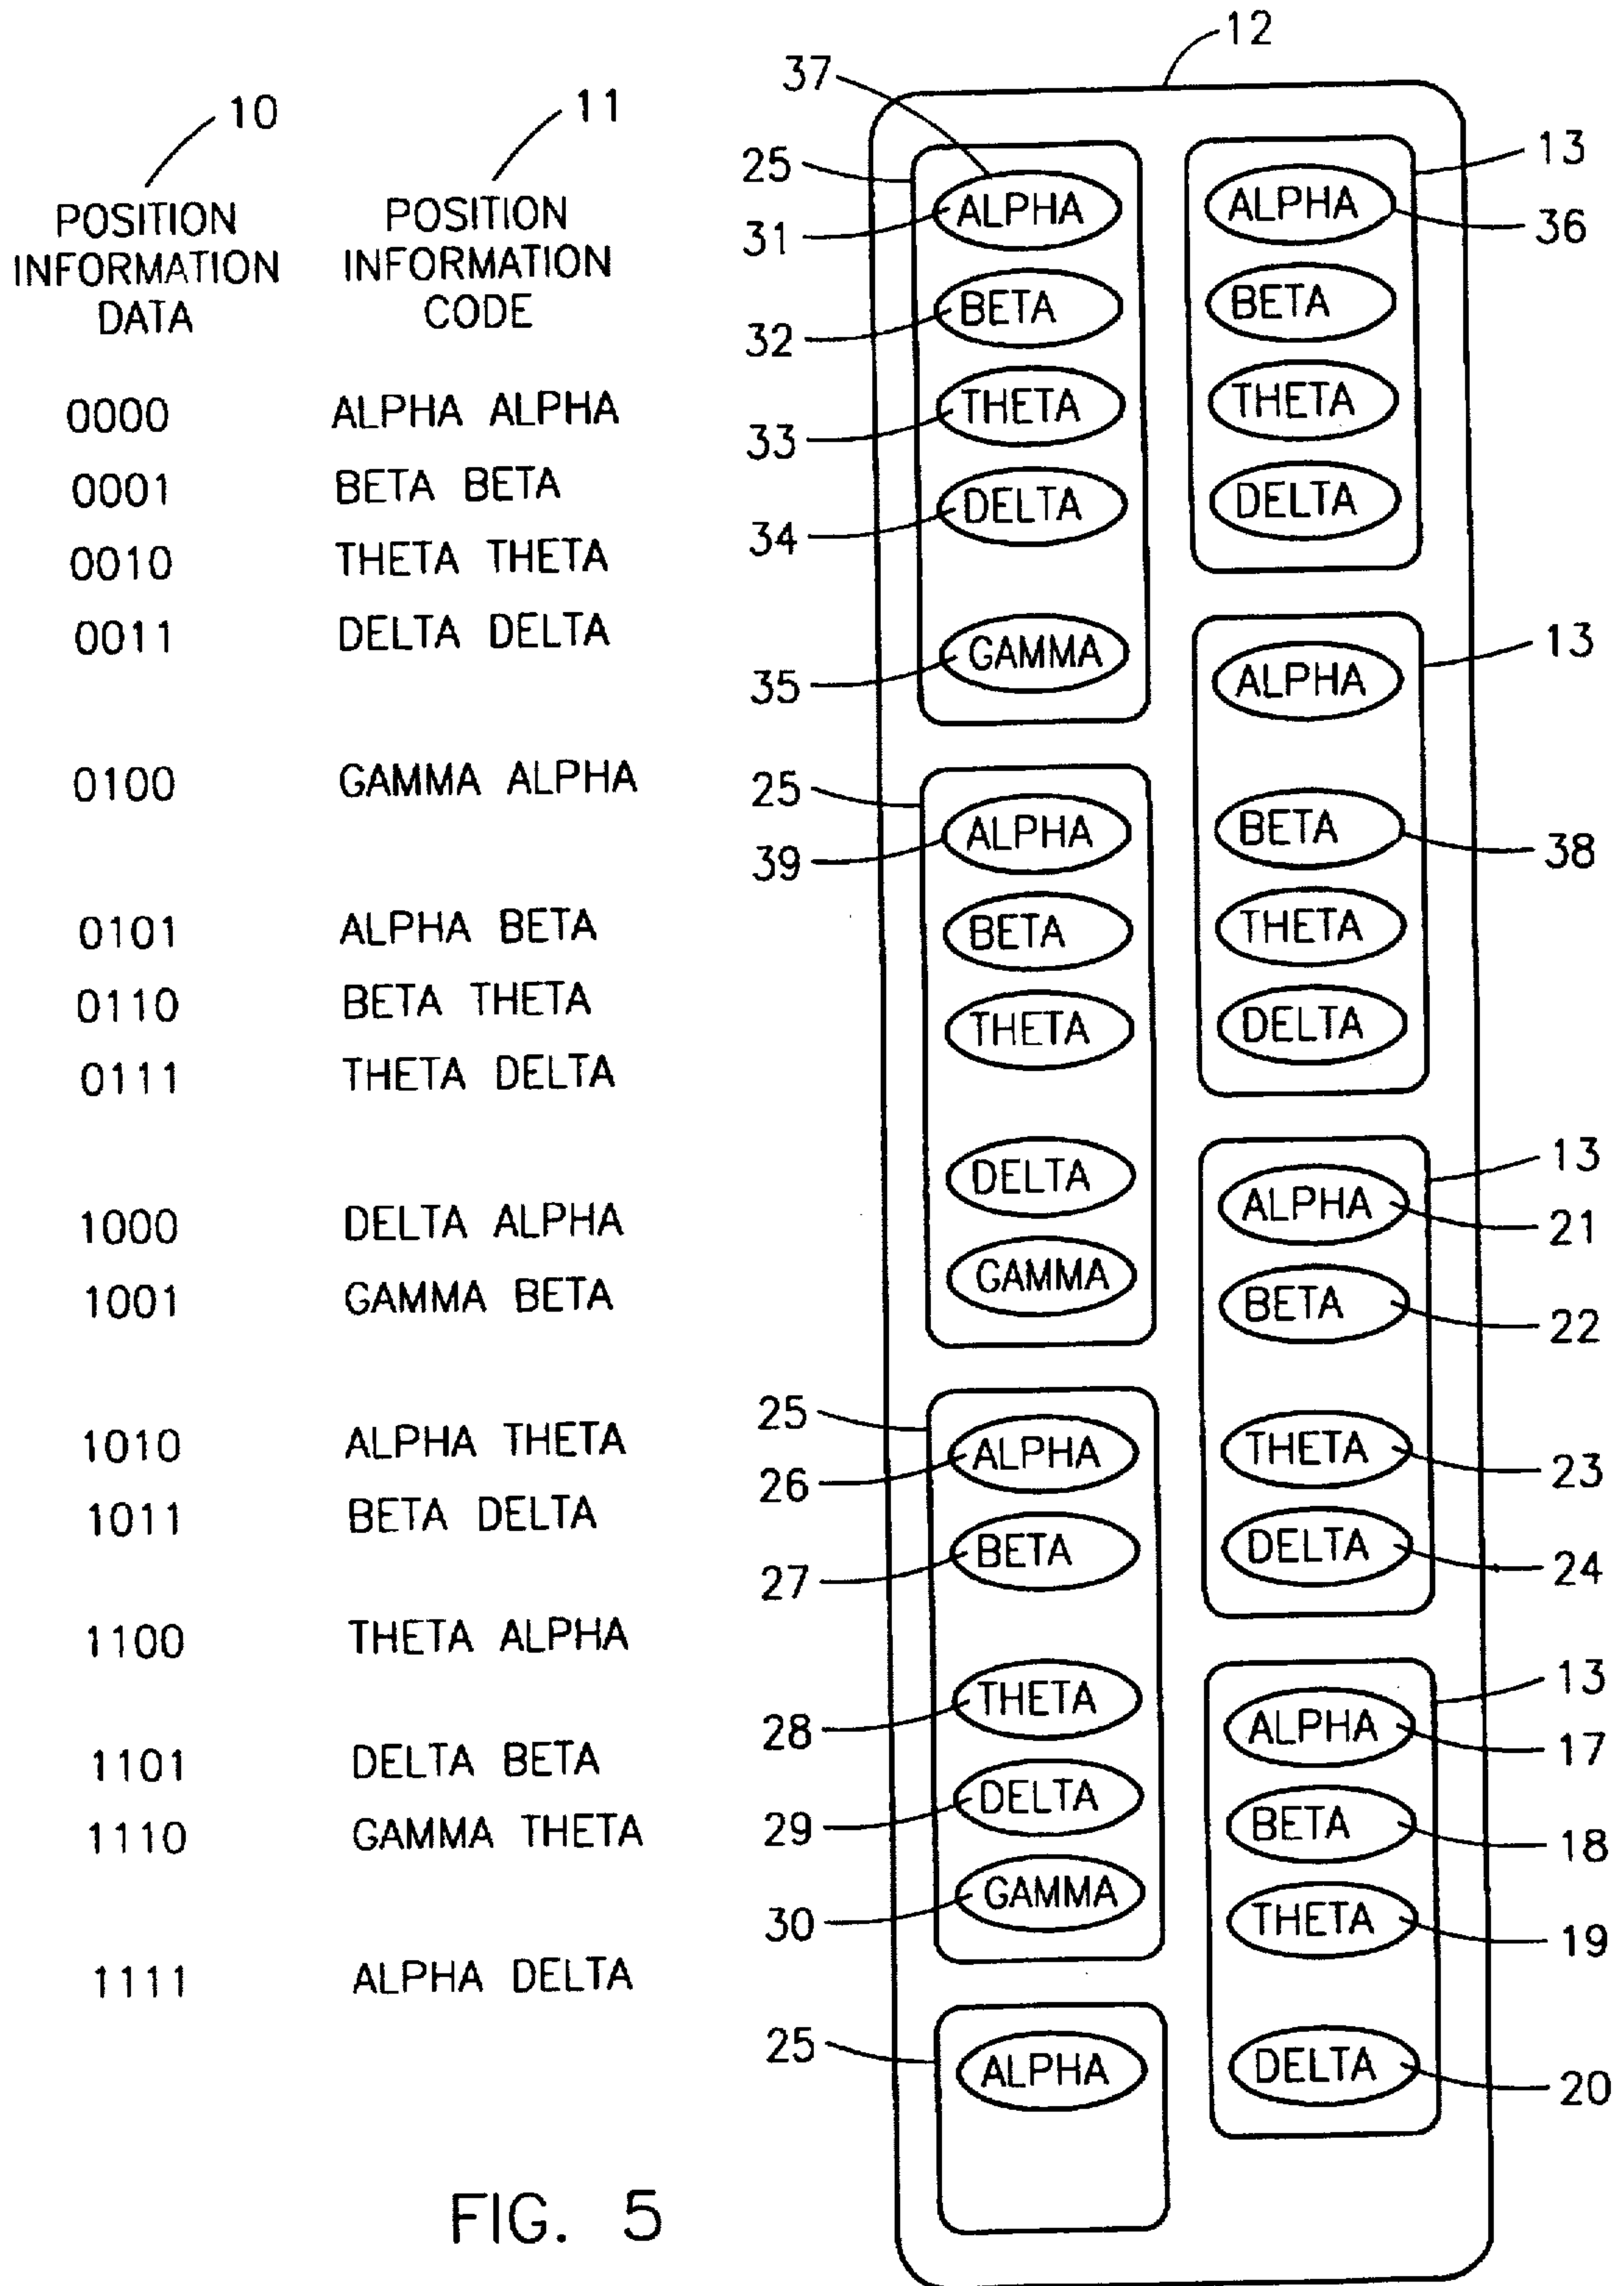 10
11
POSITION INFORMATION DATA
POSITION INFORMATION CODE
0000 ALPHA ALPHA
0001 BETA BETA
0010 THETA THETA
0011 DELTA DELTA
0100 GAMMA ALPHA
0101 ALPHA BETA
0110 BETA THETA
0111 THETA DELTA
1000 DELTA ALPHA
1001 GAMMA BETA
1010 ALPHA THETA
1011 BETA DELTA
1100 THETA ALPHA
1101 DELTA BETA
1110 GAMMA THETA
1111 ALPHA DELTA
12
37
25
31 ALPHA
32 BETA
33 THETA
34 DELTA
35 GAMMA
25
39 ALPHA
BETA
THETA
DELTA
GAMMA
25
26 ALPHA
27 BETA
28 THETA
29 DELTA
30 GAMMA
25
ALPHA
13
ALPHA 36
BETA
THETA
DELTA
13
ALPHA
BETA 38
THETA
DELTA
13
ALPHA 21
BETA 22
THETA 23
DELTA 24
13
ALPHA 17
BETA 18
THETA 19
DELTA 20
FIG. 5